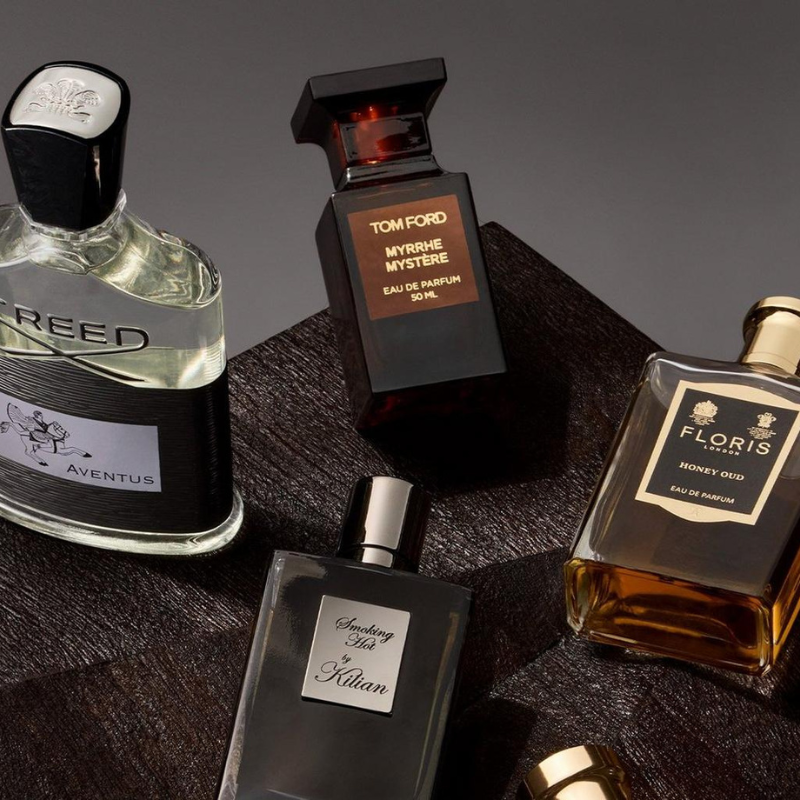 CREED
AVENTUS
TOM FORD
MYRRHE
MYSTÈRE
EAU DE PARFUM
50 ML
FLORIS
LONDON
HONEY OUD
EAU DE PARFUM
Smoking
Hot
by
Kilian